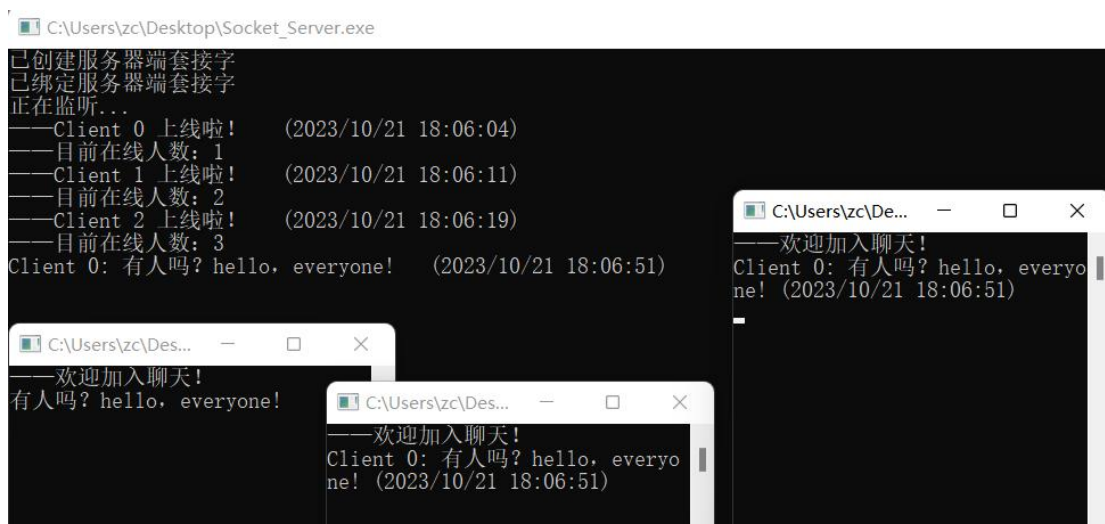 C:\Users\zc\Desktop\Socket_Server.exe
已创建服务器端套接字
已绑定服务器端套接字
正在监听...
——Client 0 上线啦！ (2023/10/21 18:06:04)
——目前在线人数：1
——Client 1 上线啦！ (2023/10/21 18:06:11)
——目前在线人数：2
——Client 2 上线啦！ (2023/10/21 18:06:19)
——目前在线人数：3
Client 0: 有人吗？hello，everyone! (2023/10/21 18:06:51)
C:\Users\zc\De...
——欢迎加入聊天！
Client 0: 有人吗？hello，everyo
ne! (2023/10/21 18:06:51)
C:\Users\zc\Des...
——欢迎加入聊天！
有人吗？hello，everyone!
C:\Users\zc\Des...
——欢迎加入聊天！
Client 0: 有人吗？hello，everyo
ne! (2023/10/21 18:06:51)